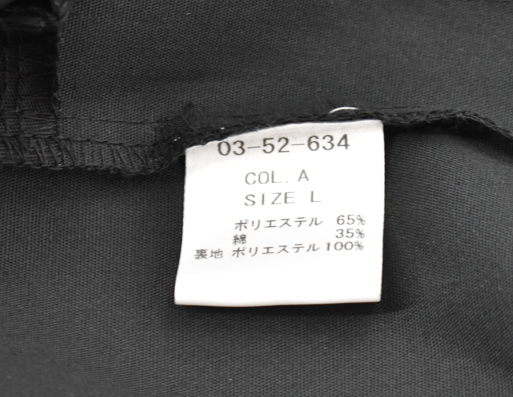 03-52-634
COL. A
SIZE L
ポリエステル 65%
綿 35%
裏地 ポリエステル 100%